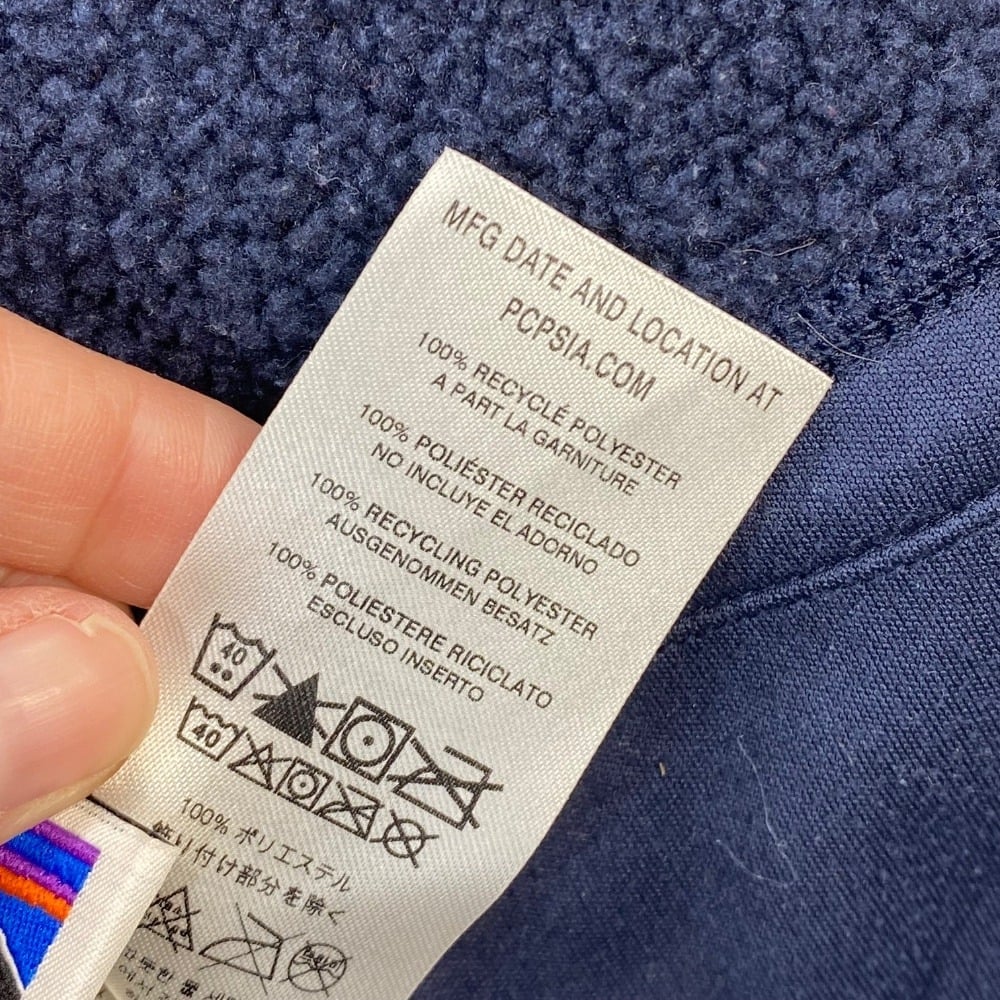 MFG DATE AND LOCATION AT
PCPSIA.COM
100% RECYCLÉ POLYESTER
A PART LA GARNITURE
100% POLIÉSTER RECICLADO
NO INCLUYE EL ADORNO
100% RECYCLING POLYESTER
AUSGENOMMEN BESATZ
100% POLIESTERE RICICLATO
ESCLUSO INSERTO
40
40
100% ポリエステル
飾り付け部分を除く